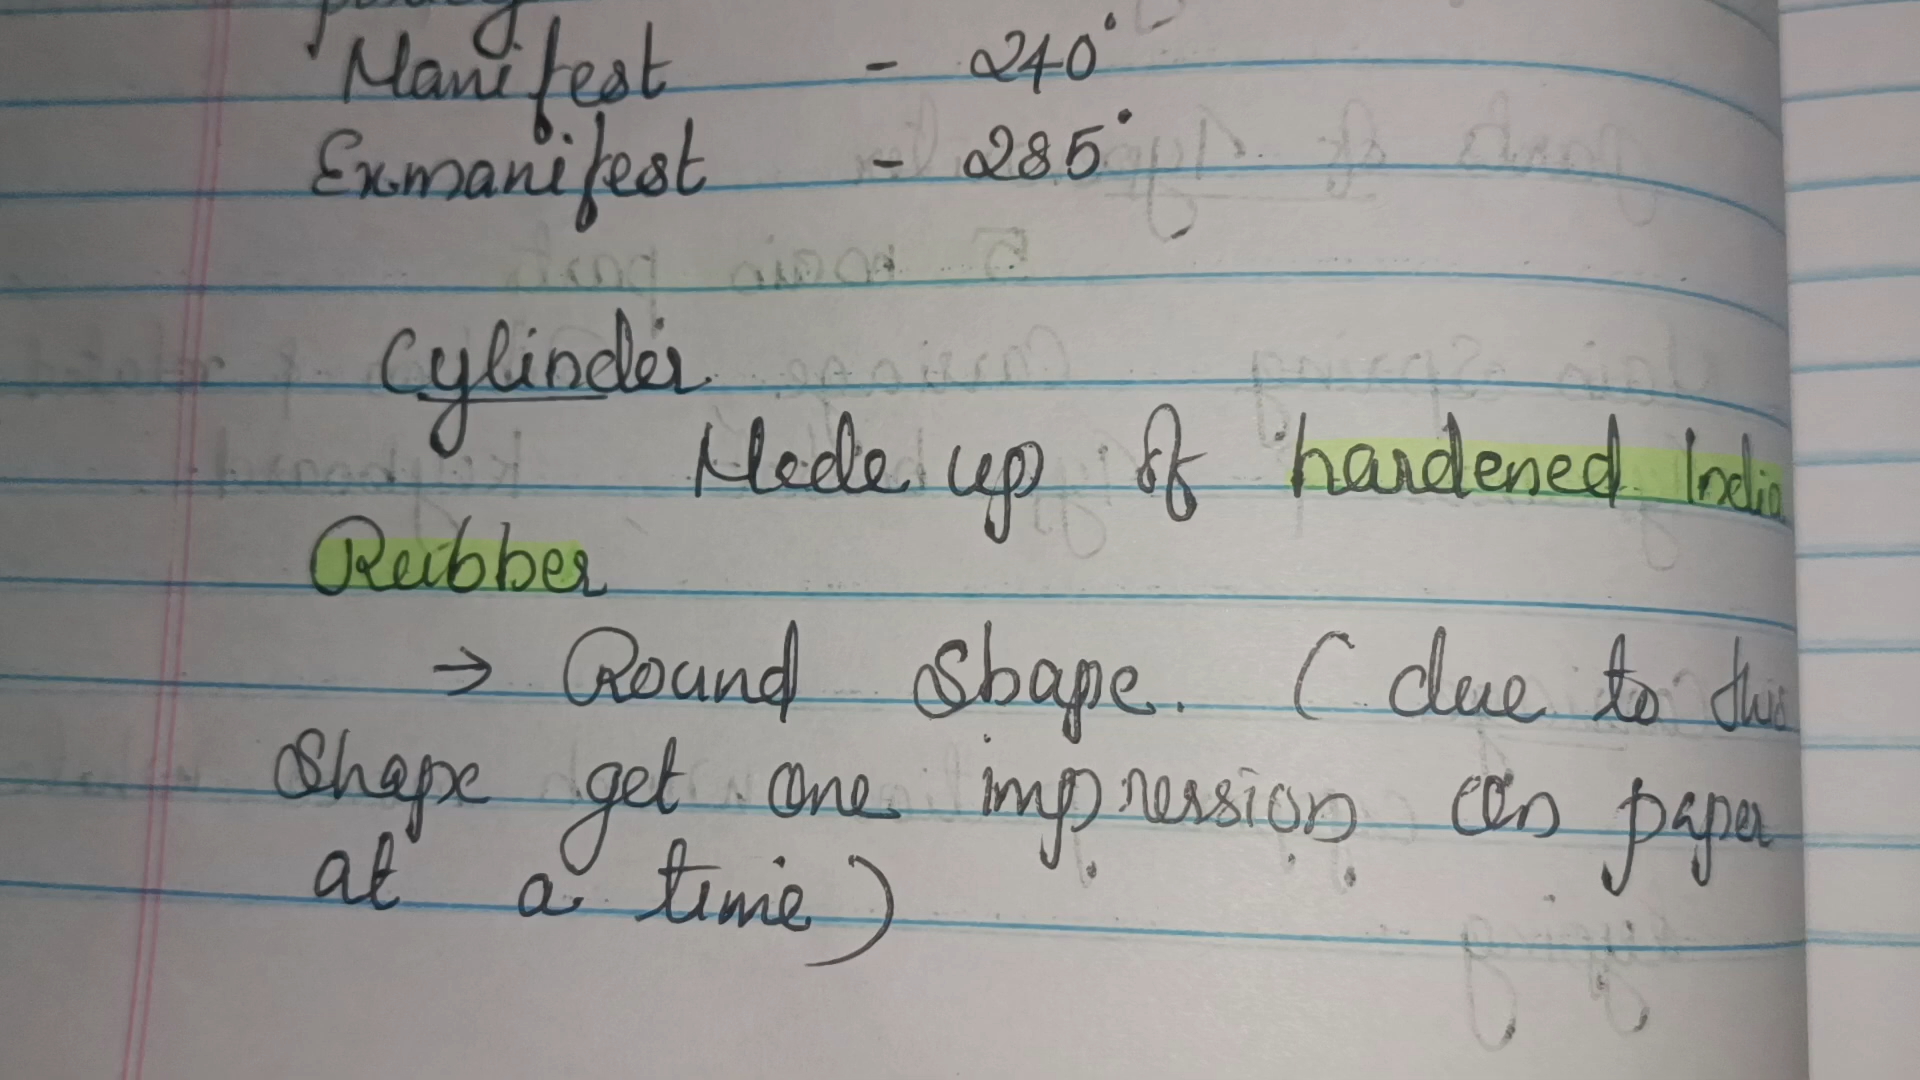 Manifest - 240°
Exmanifest - 285°
Cylinder
Made up of hardened India
Rubber
→ Round Shape. (due to this
Shape get one impression on paper
at a time)